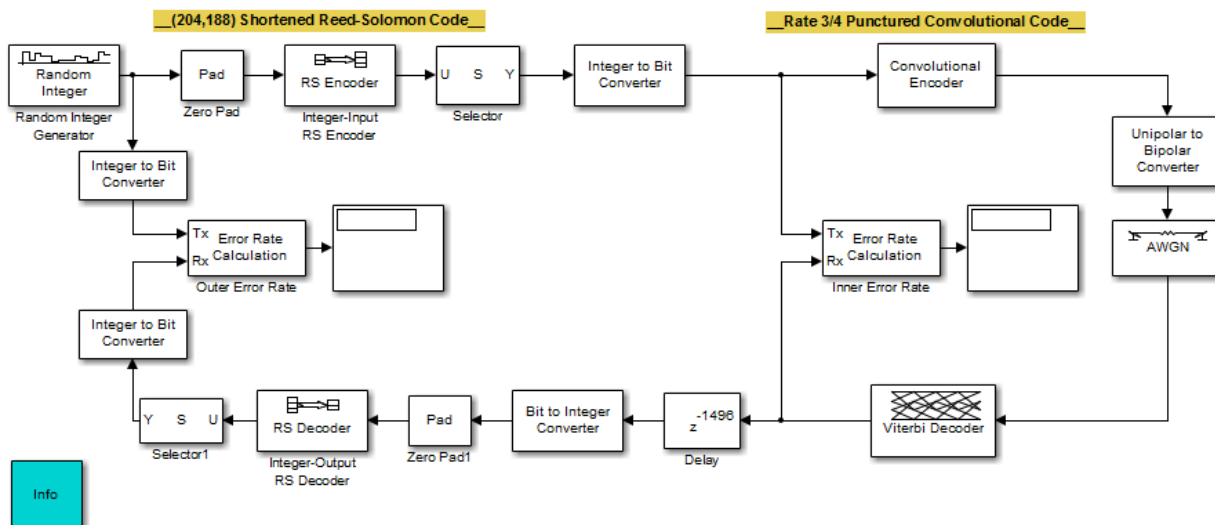 __(204,188) Shortened Reed-Solomon Code__
__Rate 3/4 Punctured Convolutional Code__
Random
Integer
Random Integer
Generator
Pad
Zero Pad
RS Encoder
Integer-Input
RS Encoder
U S Y
Selector
Integer to Bit
Converter
Convolutional
Encoder
Unipolar to
Bipolar
Converter
AWGN
Integer to Bit
Converter
Tx
Rx
Error Rate
Calculation
Outer Error Rate
Tx
Rx
Error Rate
Calculation
Inner Error Rate
Integer to Bit
Converter
Y S U
Selector1
RS Decoder
Integer-Output
RS Decoder
Pad
Zero Pad1
Bit to Integer
Converter
z -1496
Delay
Viterbi Decoder
Info